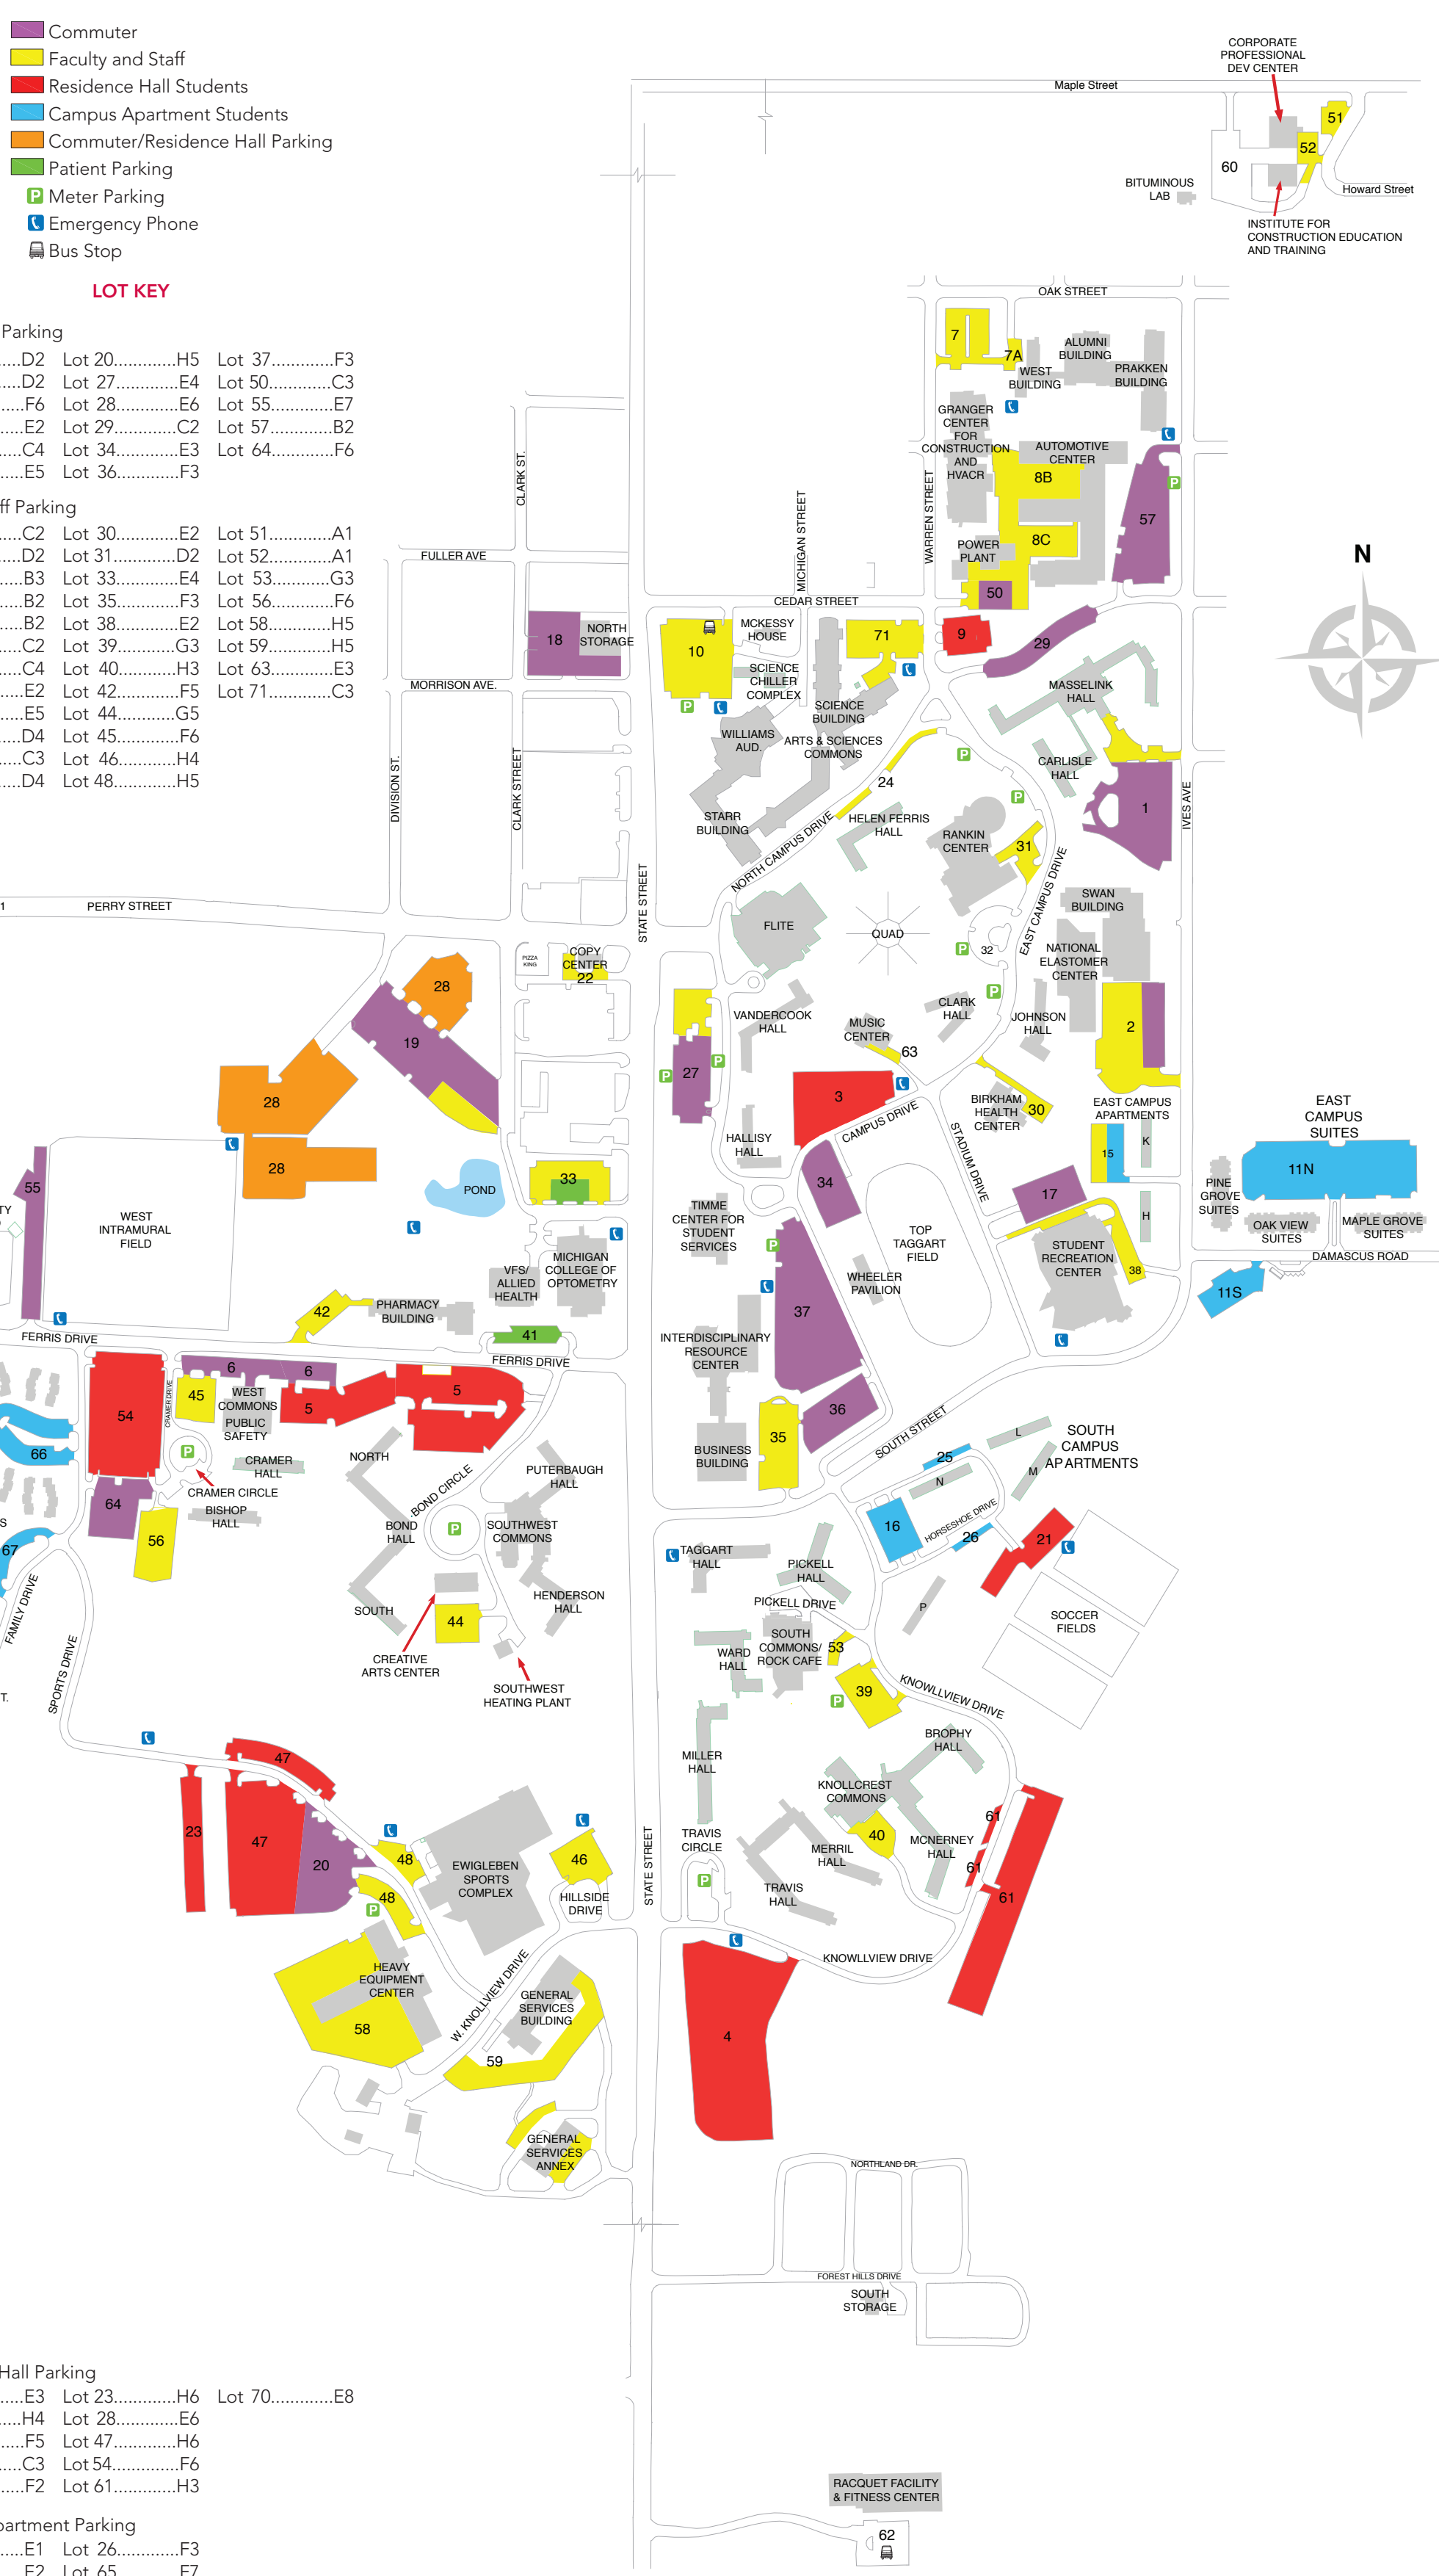 Commuter
Faculty and Staff
Residence Hall Students
Campus Apartment Students
Commuter/Residence Hall Parking
Patient Parking
P Meter Parking
Emergency Phone
Bus Stop
LOT KEY
Parking
.....D2 Lot 20.............H5 Lot 37.............F3
.....D2 Lot 27.............E4 Lot 50.............C3
.....F6 Lot 28.............E6 Lot 55.............E7
.....E2 Lot 29.............C2 Lot 57.............B2
.....C4 Lot 34.............E3 Lot 64.............F6
.....E5 Lot 36.............F3
ff Parking
.....C2 Lot 30.............E2 Lot 51.............A1
.....D2 Lot 31.............D2 Lot 52.............A1
.....B3 Lot 33.............E4 Lot 53.............G3
.....B2 Lot 35.............F3 Lot 56.............F6
.....B2 Lot 38.............E2 Lot 58.............H5
.....C2 Lot 39.............G3 Lot 59.............H5
.....C4 Lot 40.............H3 Lot 63.............E3
.....E2 Lot 42.............F5 Lot 71.............C3
.....E5 Lot 44.............G5
.....D4 Lot 45.............F6
.....C3 Lot 46.............H4
.....D4 Lot 48.............H5
CORPORATE
PROFESSIONAL
DEV CENTER
Maple Street
51
52
60
Howard Street
BITUMINOUS
LAB
INSTITUTE FOR
CONSTRUCTION EDUCATION
AND TRAINING
OAK STREET
7
7A
WEST
BUILDING
ALUMNI
BUILDING
PRAKKEN
BUILDING
GRANGER
CENTER
FOR
CONSTRUCTION
AND
HVACR
AUTOMOTIVE
CENTER
8B
8C
P
57
POWER
PLANT
50
WARREN STREET
MICHIGAN STREET
CLARK ST.
FULLER AVE
CEDAR STREET
N
18
NORTH
STORAGE
MORRISON AVE.
10
MCKESSY
HOUSE
SCIENCE
CHILLER
COMPLEX
71
9
29
P
SCIENCE
BUILDING
WILLIAMS
AUD.
ARTS & SCIENCES
COMMONS
MASSELINK
HALL
CARLISLE
HALL
P
24
P
1
IVES AVE
DIVISION ST.
CLARK STREET
STARR
BUILDING
NORTH CAMPUS DRIVE
HELEN FERRIS
HALL
RANKIN
CENTER
31
EAST CAMPUS DRIVE
STATE STREET
1
PERRY STREET
SWAN
BUILDING
FLITE
QUAD
P
32
NATIONAL
ELASTOMER
CENTER
PIZZA
KING
COPY
CENTER
22
28
19
28
28
VANDERCOOK
HALL
MUSIC
CENTER
63
CLARK
HALL
P
JOHNSON
HALL
2
27
P
P
3
CAMPUS DRIVE
BIRKHAM
HEALTH
CENTER
30
EAST CAMPUS
APARTMENTS
15
K
H
EAST
CAMPUS
SUITES
11N
PINE
GROVE
SUITES
OAK VIEW
SUITES
MAPLE GROVE
SUITES
DAMASCUS ROAD
11S
HALLISY
HALL
STADIUM DRIVE
55
TY
WEST
INTRAMURAL
FIELD
POND
33
34
17
TIMME
CENTER FOR
STUDENT
SERVICES
P
TOP
TAGGART
FIELD
STUDENT
RECREATION
CENTER
38
VFS/
ALLIED
HEALTH
MICHIGAN
COLLEGE OF
OPTOMETRY
WHEELER
PAVILION
42
PHARMACY
BUILDING
37
41
FERRIS DRIVE
FERRIS DRIVE
INTERDISCIPLINARY
RESOURCE
CENTER
6
6
5
5
45
CRAMER DRIVE
WEST
COMMONS
PUBLIC
SAFETY
54
66
P
CRAMER
HALL
CRAMER CIRCLE
BISHOP
HALL
64
56
S
67
NORTH
BOND
HALL
SOUTH
BOND CIRCLE
P
PUTERBAUGH
HALL
SOUTHWEST
COMMONS
HENDERSON
HALL
44
CREATIVE
ARTS CENTER
SOUTHWEST
HEATING PLANT
BUSINESS
BUILDING
35
36
SOUTH STREET
25
L
N
M
SOUTH
CAMPUS
APARTMENTS
16
HORSESHOE DRIVE
26
21
P
SOCCER
FIELDS
TAGGART
HALL
PICKELL
HALL
PICKELL DRIVE
WARD
HALL
SOUTH
COMMONS/
ROCK CAFE
53
39
P
KNOWLLVIEW DRIVE
FAMILY DRIVE
SPORTS DRIVE
T.
BROPHY
HALL
MILLER
HALL
KNOLLCREST
COMMONS
40
MERRIL
HALL
MCNERNEY
HALL
61
61
61
TRAVIS
CIRCLE
P
TRAVIS
HALL
47
23
47
20
48
48
P
EWIGLEBEN
SPORTS
COMPLEX
46
HILLSIDE
DRIVE
STATE STREET
KNOWLLVIEW DRIVE
HEAVY
EQUIPMENT
CENTER
58
W. KNOLLVIEW DRIVE
GENERAL
SERVICES
BUILDING
59
4
GENERAL
SERVICES
ANNEX
NORTHLAND DR.
FOREST HILLS DRIVE
SOUTH
STORAGE
Hall Parking
.....E3 Lot 23.............H6 Lot 70.............E8
.....H4 Lot 28.............E6
.....F5 Lot 47.............H6
.....C3 Lot 54.............F6
.....F2 Lot 61.............H3
RACQUET FACILITY
& FITNESS CENTER
62
partment Parking
.....E1 Lot 26.............F3
.....F2 Lot 65.............F7